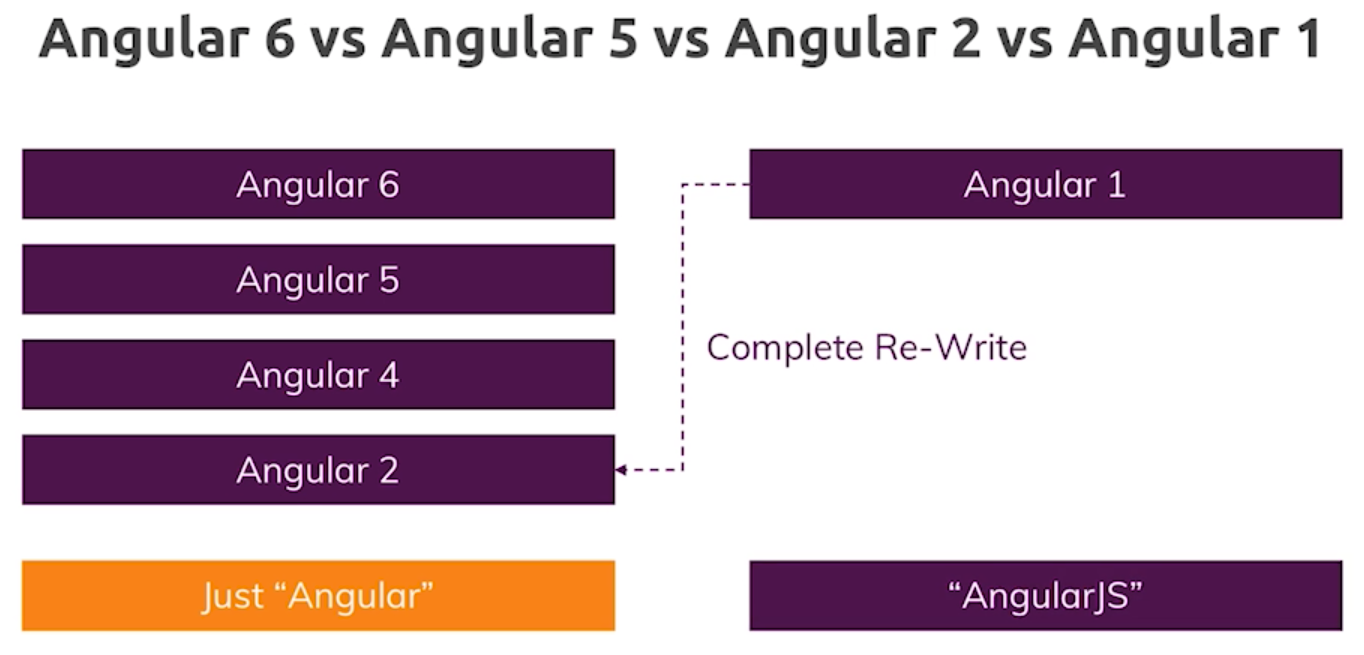 Angular 6 vs Angular 5 vs Angular 2 vs Angular 1
Angular 6
Angular 1
Angular 5
Complete Re-Write
Angular 4
Angular 2
Just “Angular”
“AngularJS”